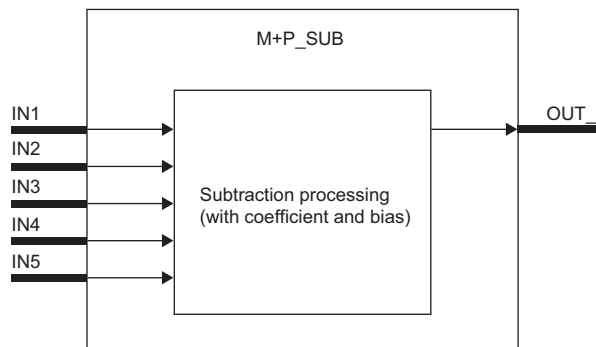 M+P_SUB
IN1
OUT_
IN2
IN3
Subtraction processing
(with coefficient and bias)
IN4
IN5